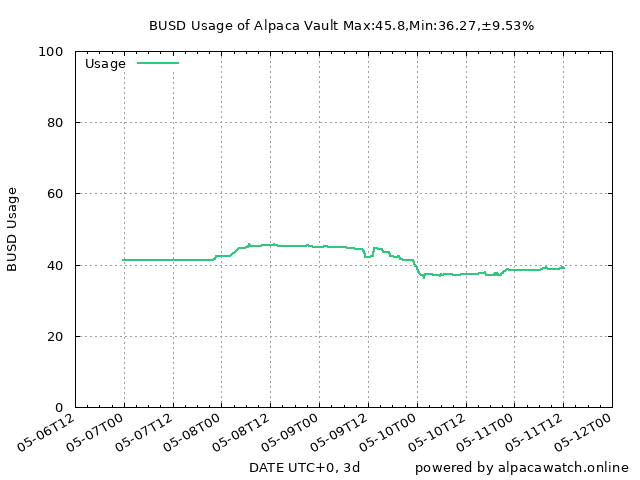 BUSD Usage of Alpaca Vault Max:45.8,Min:36.27,±9.53%
Usage
100
80
60
40
20
0
BUSD Usage
05-06T12
05-07T00
05-07T12
05-08T00
05-08T12
05-09T00
05-09T12
05-10T00
05-10T12
05-11T00
05-11T12
05-12T00
DATE UTC+0, 3d
powered by alpacawatch.online